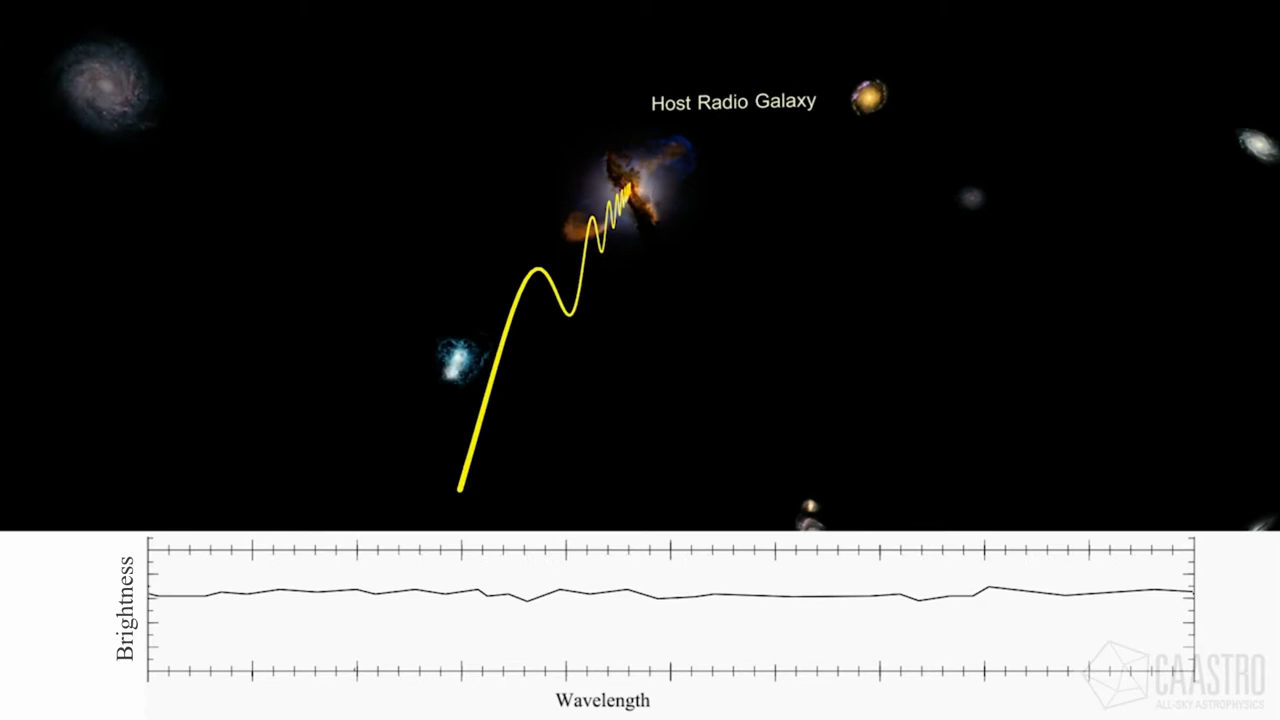 Host Radio Galaxy
Brightness
Wavelength
CAASTRO
ALL-SKY ASTROPHYSICS